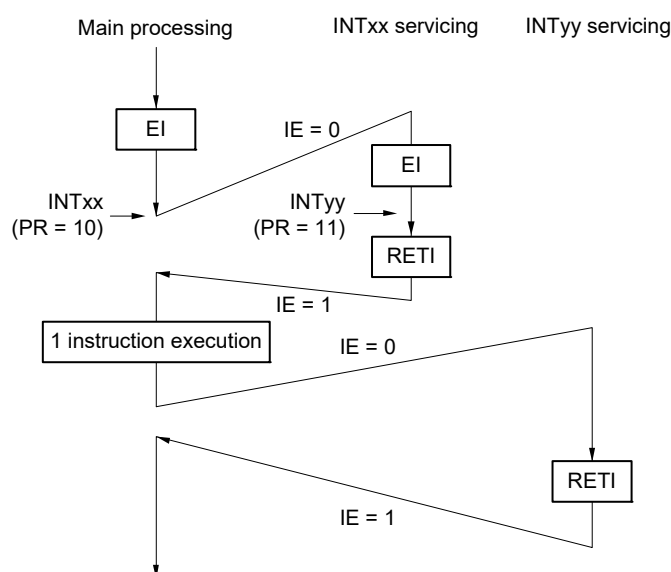 Main processing
INTxx servicing
INTyy servicing
EI
IE = 0
EI
INTxx
(PR = 10)
INTyy
(PR = 11)
RETI
IE = 1
1 instruction execution
IE = 0
RETI
IE = 1